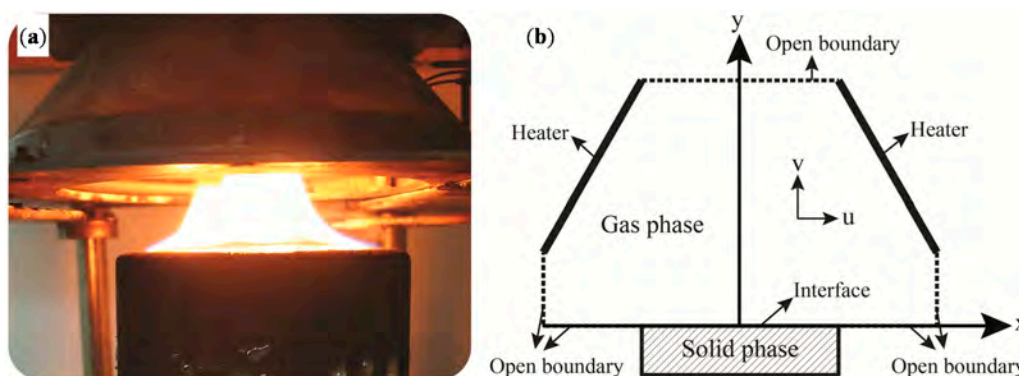 (a)
(b)
y
Open boundary
Heater
Heater
v
u
Gas phase
Interface
x
Solid phase
Open boundary
Open boundary